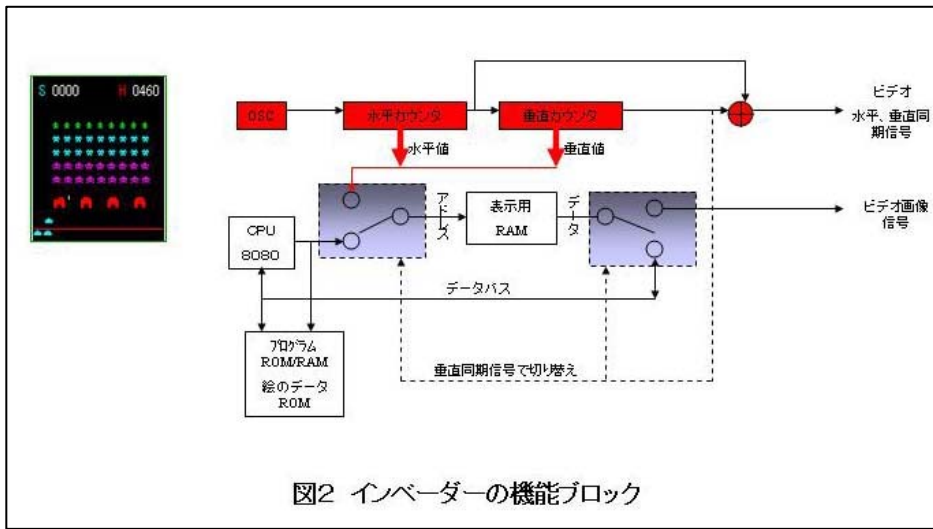 S 0000 H 0460
OSC
水平カウンタ
垂直カウンタ
ビデオ
水平、垂直同
期信号
水平値
垂直値
アドレス
表示用
RAM
データ
ビデオ画像
信号
CPU
8080
データバス
プログラム
ROM/RAM
絵のデータ
ROM
垂直同期信号で切り替え
図2 インベーダーの機能ブロック